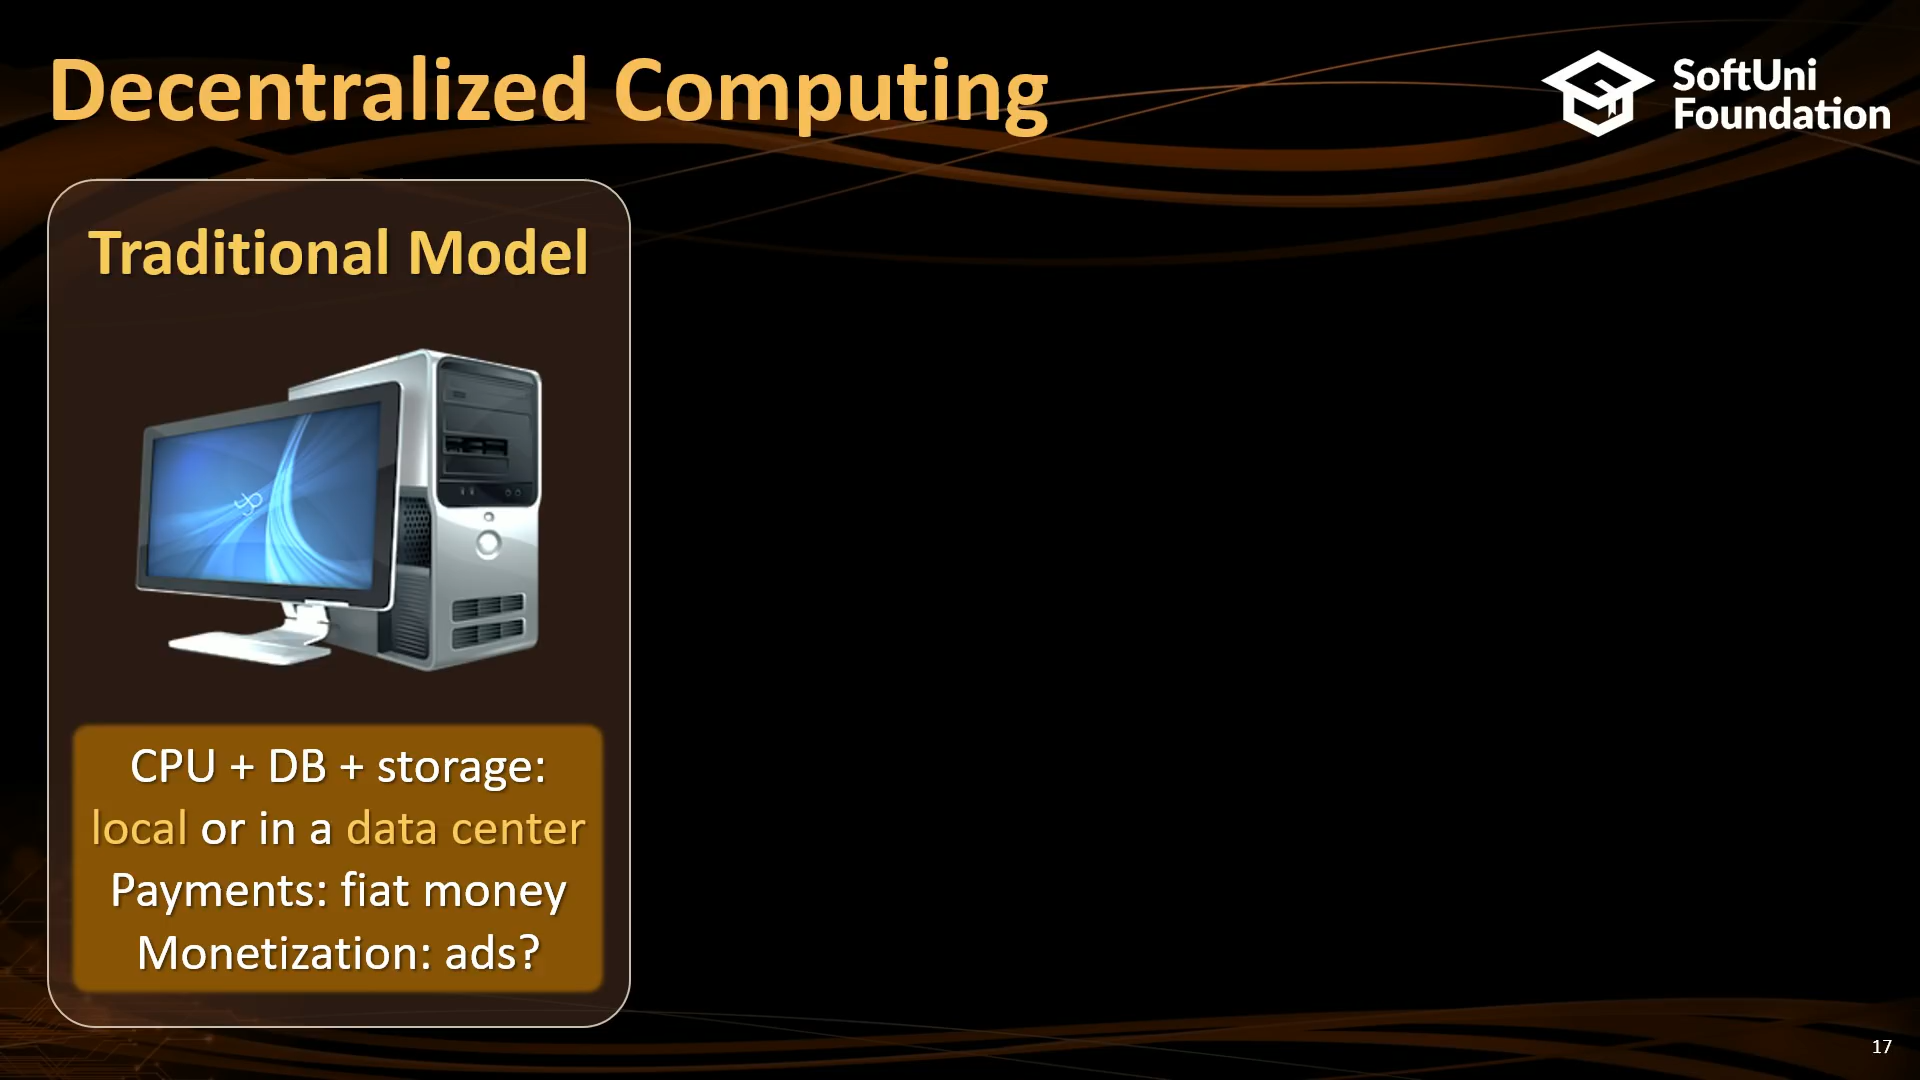 Decentralized Computing
SoftUni
Foundation
Traditional Model
CPU + DB + storage:
local or in a data center
Payments: fiat money
Monetization: ads?
17